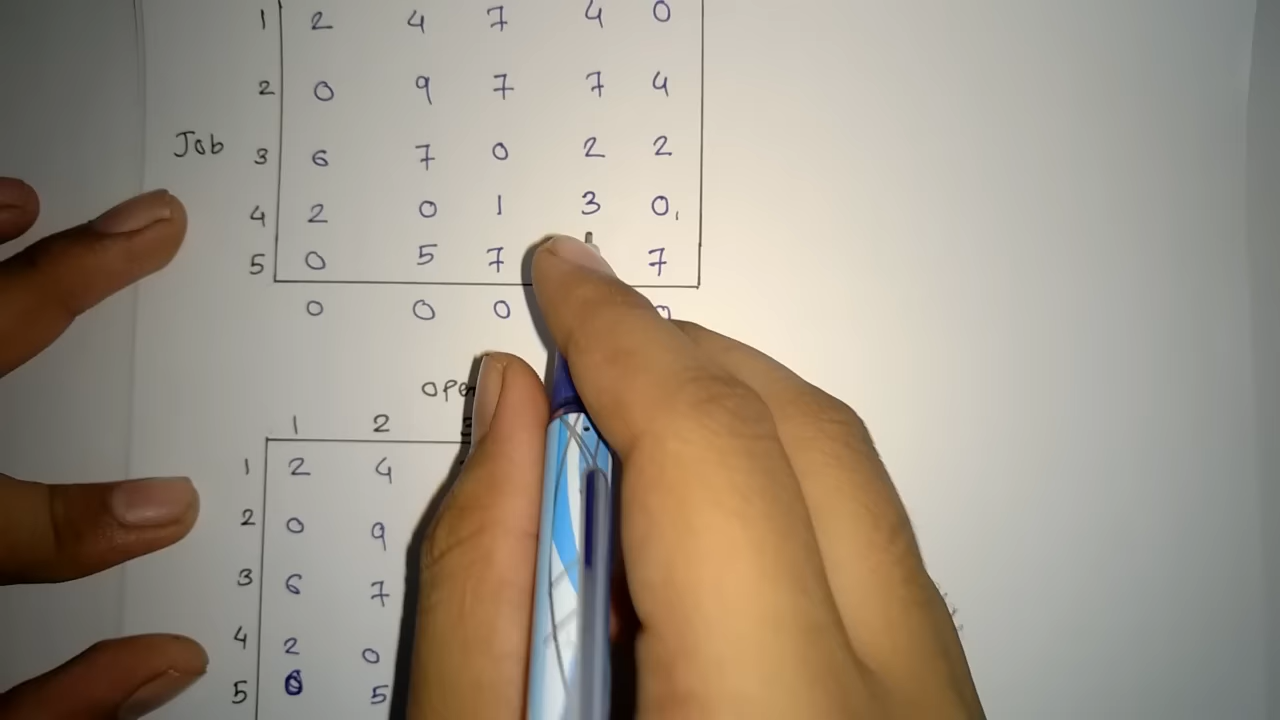 1 2 4 7 4 0
2 0 9 7 7 4
Job 3 6 7 0 2 2
4 2 0 1 3 0
5 0 5 7 7
0 0 0 0
Ope
1 2
1 2 4
2 0 9
3 6 7
4 2 0
5 0 5